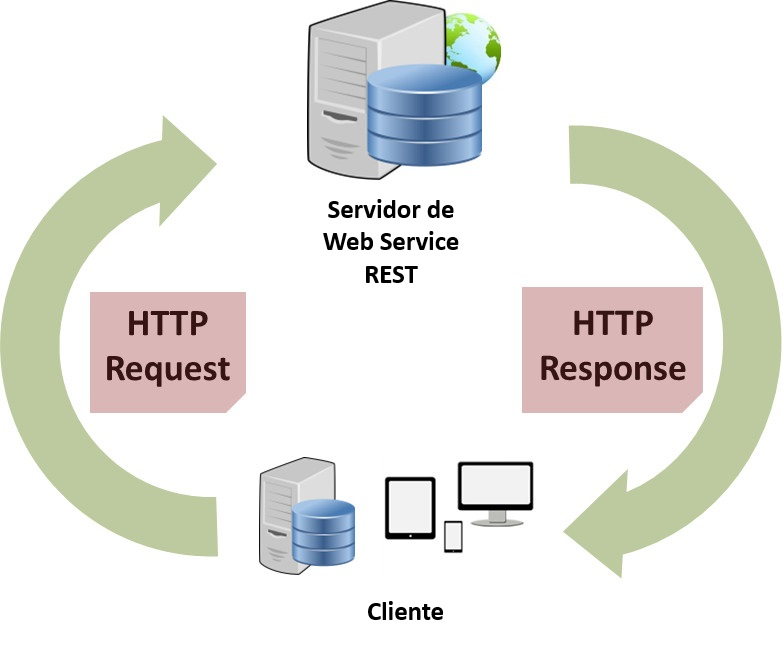 Servidor de
Web Service
REST
HTTP
Request
HTTP
Response
Cliente